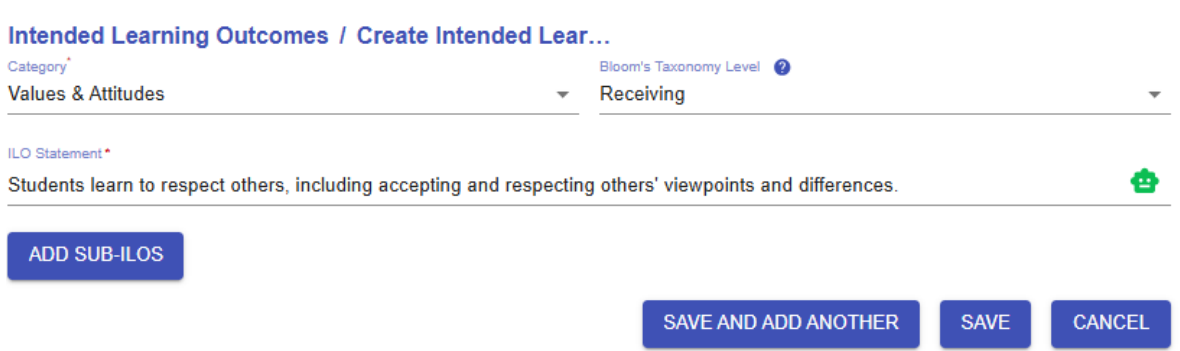 Intended Learning Outcomes / Create Intended Lear...
Category*
Bloom's Taxonomy Level ?
Values & Attitudes
Receiving
ILO Statement*
Students learn to respect others, including accepting and respecting others' viewpoints and differences.
ADD SUB-ILOS
SAVE AND ADD ANOTHER
SAVE
CANCEL